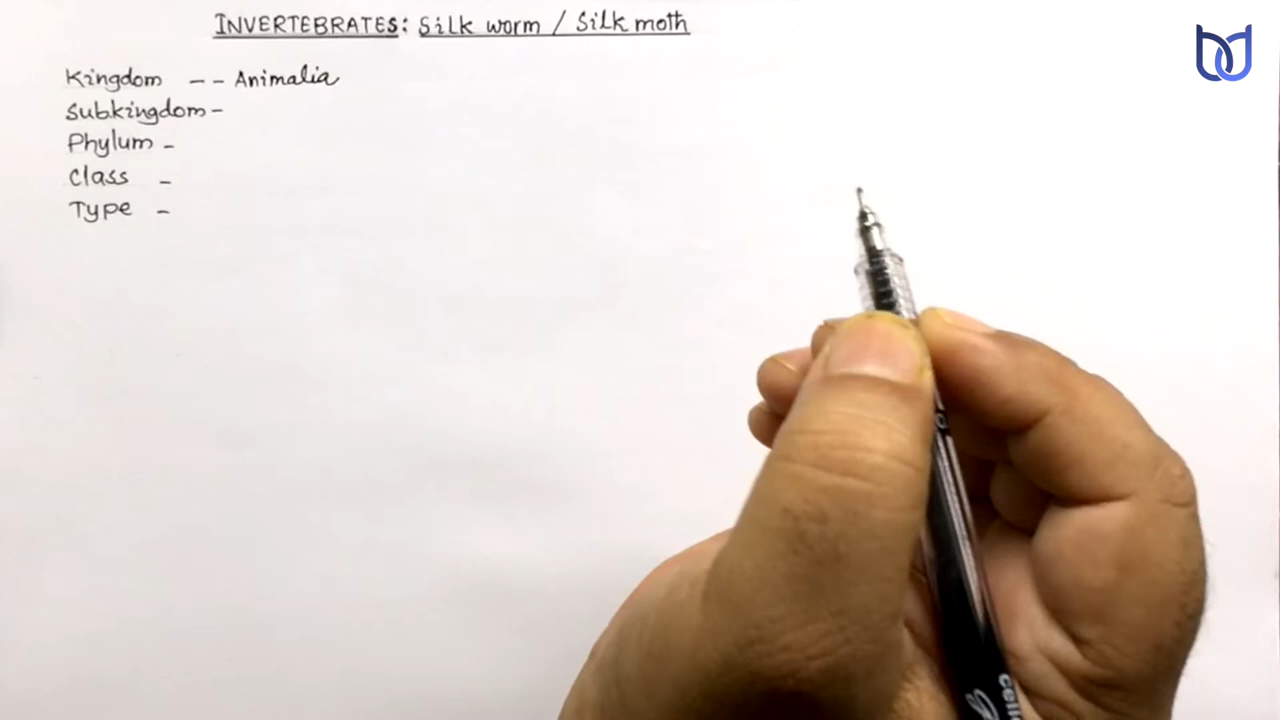 INVERTEBRATES: Silk worm / Silk moth
Kingdom -- Animalia
Subkingdom -
Phylum -
Class -
Type -